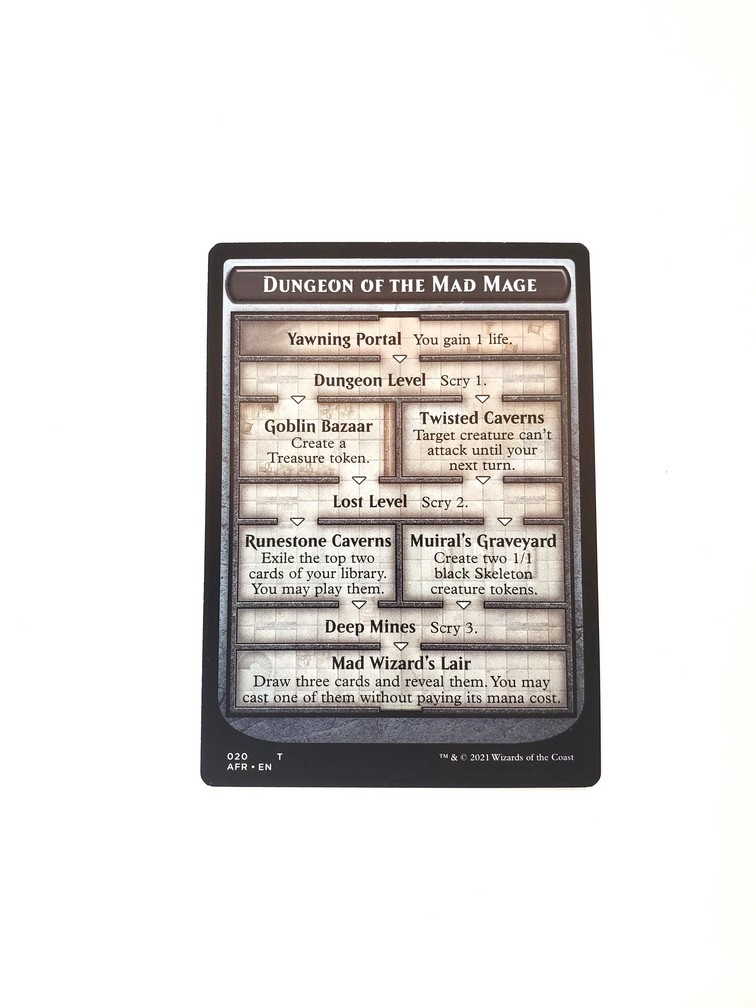 DUNGEON OF THE MAD MAGE
Yawning Portal You gain 1 life.
Dungeon Level Scry 1.
Goblin Bazaar
Create a
Treasure token.
Twisted Caverns
Target creature can't
attack until your
next turn.
Lost Level Scry 2.
Runestone Caverns
Exile the top two
cards of your library.
You may play them.
Muiral's Graveyard
Create two 1/1
black Skeleton
creature tokens.
Deep Mines Scry 3.
Mad Wizard's Lair
Draw three cards and reveal them. You may
cast one of them without paying its mana cost.
020 T
AFR • EN
™ & © 2021 Wizards of the Coast